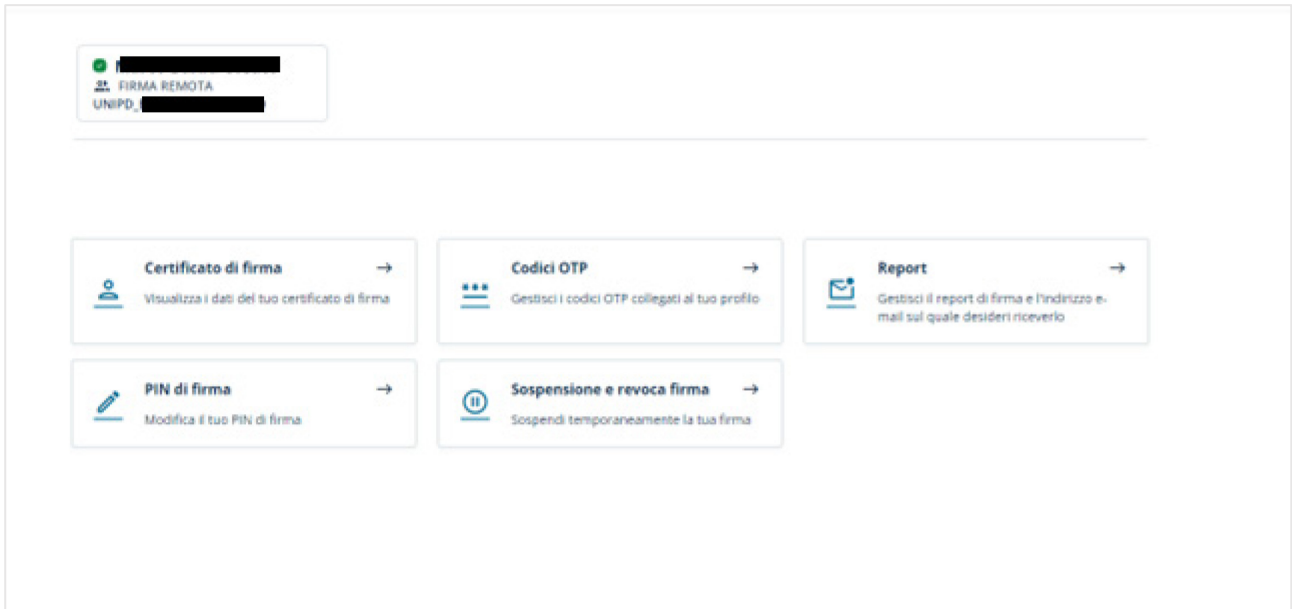 FIRMA REMOTA
UNIPD_
Certificato di firma
Visualizza i dati del tuo certificato di firma
Codici OTP
Gestisci i codici OTP collegati al tuo profilo
Report
Gestisci il report di firma e l'indirizzo e-
mail sul quale desideri riceverlo
PIN di firma
Modifica il tuo PIN di firma
Sospensione e revoca firma
Sospendi temporaneamente la tua firma